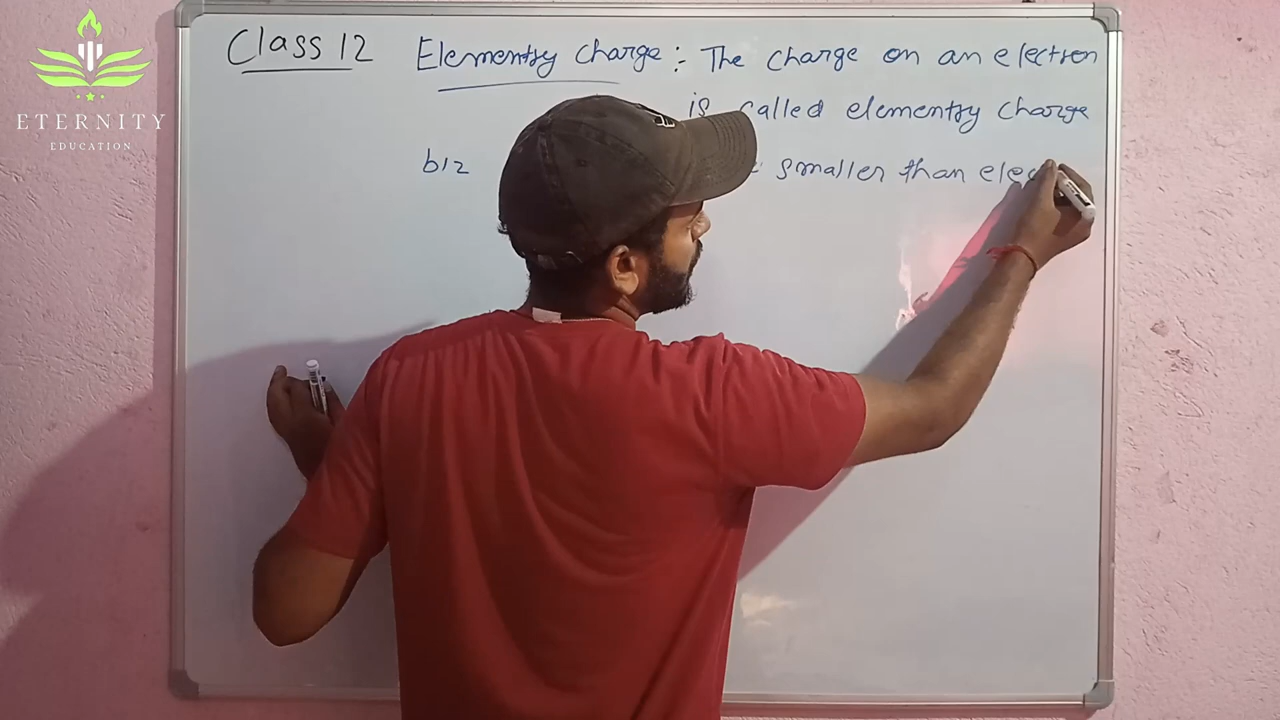 ETERNITY
EDUCATION
Class 12
Elementry charge :- The charge on an electron
is called elementry charge
b/z smaller than elec